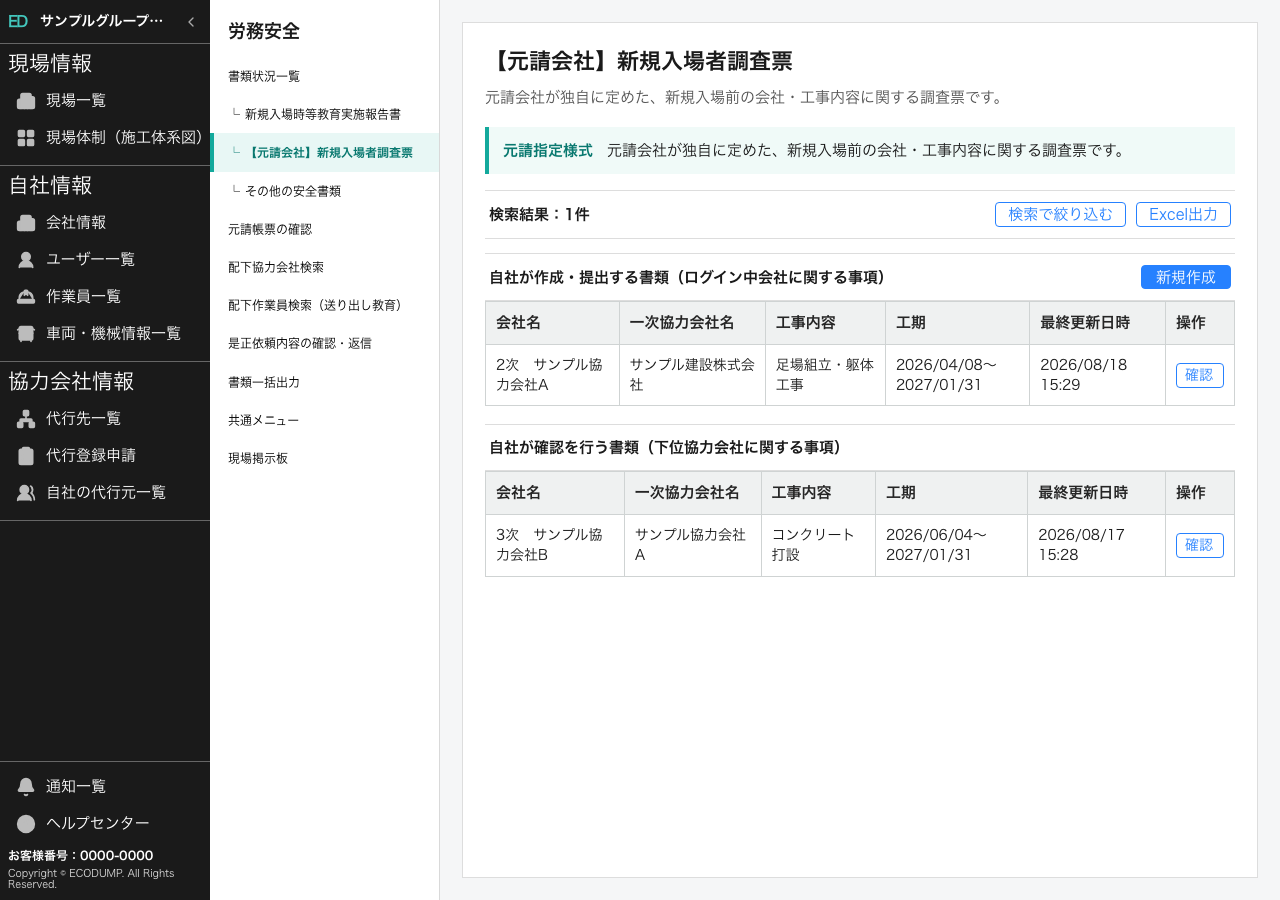 ED サンプルグループ…
現場情報
現場一覧
現場体制（施工体系図）
自社情報
会社情報
ユーザー一覧
作業員一覧
車両・機械情報一覧
協力会社情報
代行先一覧
代行登録申請
自社の代行元一覧
通知一覧
ヘルプセンター
お客様番号：0000-0000
Copyright © ECODUMP. All Rights
Reserved.
労務安全
書類状況一覧
└ 新規入場時等教育実施報告書
└ 【元請会社】新規入場者調査票
└ その他の安全書類
元請帳票の確認
配下協力会社検索
配下作業員検索（送り出し教育）
是正依頼内容の確認・返信
書類一括出力
共通メニュー
現場掲示板
【元請会社】新規入場者調査票
元請会社が独自に定めた、新規入場前の会社・工事内容に関する調査票です。
元請指定様式 元請会社が独自に定めた、新規入場前の会社・工事内容に関する調査票です。
検索結果：1件 検索で絞り込む Excel出力
自社が作成・提出する書類（ログイン中会社に関する事項） 新規作成
会社名 一次協力会社名 工事内容 工期 最終更新日時 操作
2次　サンプル協 サンプル建設株式会 足場組立・躯体 2026/04/08～ 2026/08/18 確認
力会社A 社 工事 2027/01/31 15:29
自社が確認を行う書類（下位協力会社に関する事項）
会社名 一次協力会社名 工事内容 工期 最終更新日時 操作
3次　サンプル協 サンプル協力会社 コンクリート 2026/06/04～ 2026/08/17 確認
力会社B A 打設 2027/01/31 15:28